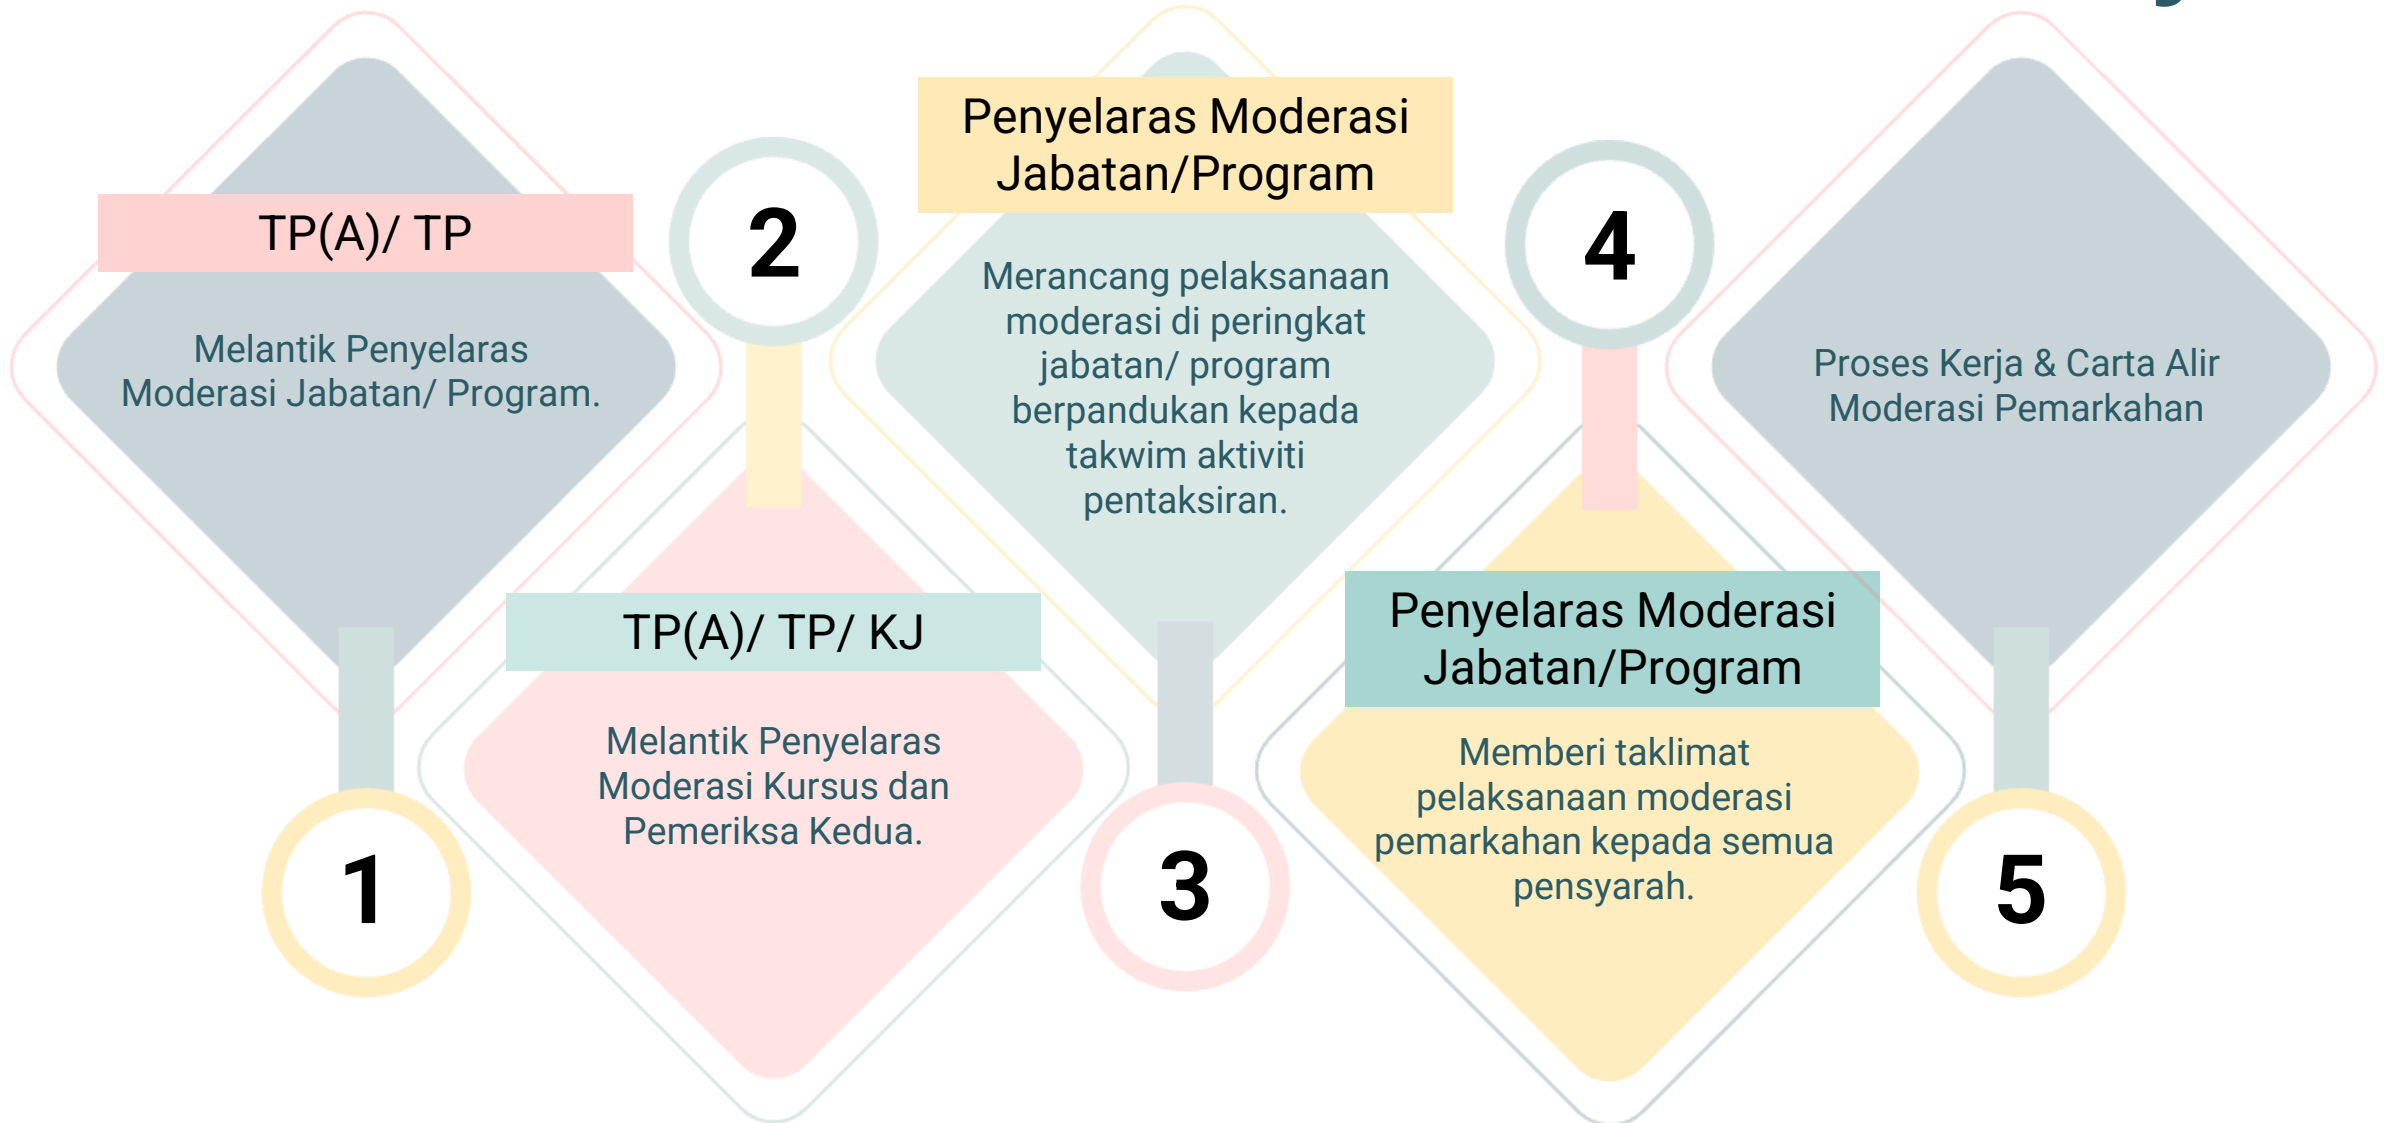 TP(A)/ TP
Melantik Penyelaras
Moderasi Jabatan/ Program.
1
2
TP(A)/ TP/ KJ
Melantik Penyelaras
Moderasi Kursus dan
Pemeriksa Kedua.
Penyelaras Moderasi
Jabatan/Program
Merancang pelaksanaan
moderasi di peringkat
jabatan/ program
berpandukan kepada
takwim aktiviti
pentaksiran.
3
4
Penyelaras Moderasi
Jabatan/Program
Memberi taklimat
pelaksanaan moderasi
pemarkahan kepada semua
pensyarah.
Proses Kerja & Carta Alir
Moderasi Pemarkahan
5